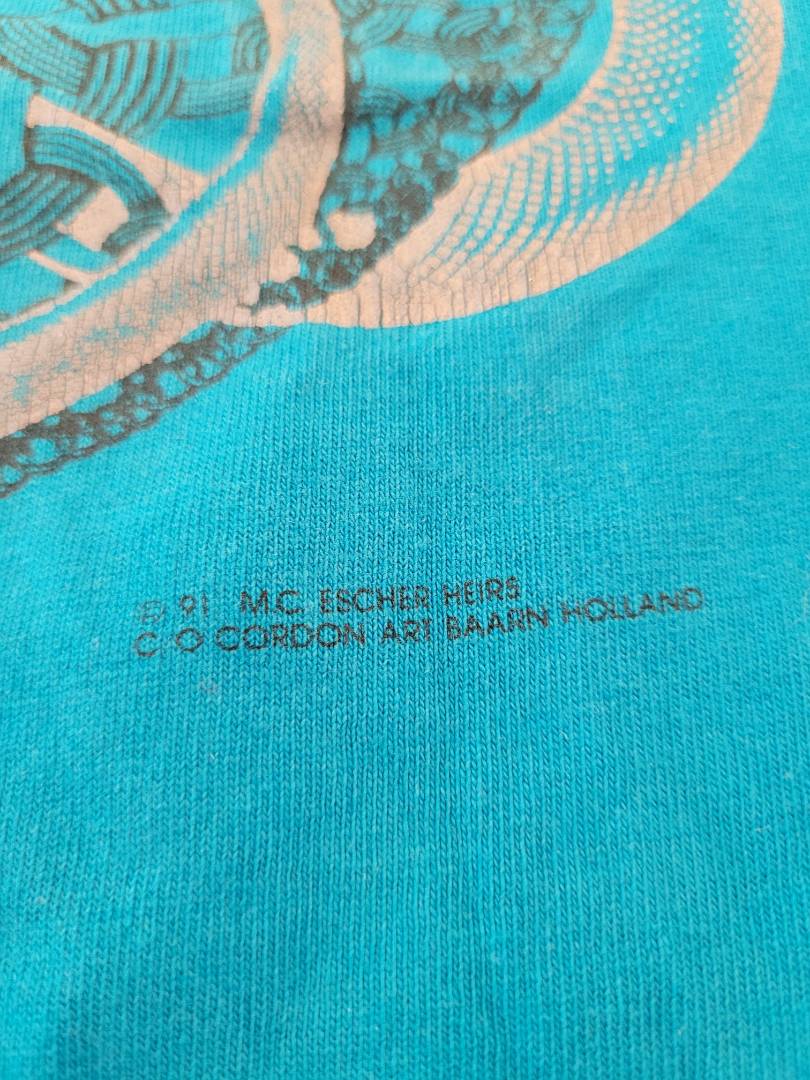 © 91 M.C. ESCHER HEIRS
C O CORDON ART BAARN HOLLAND